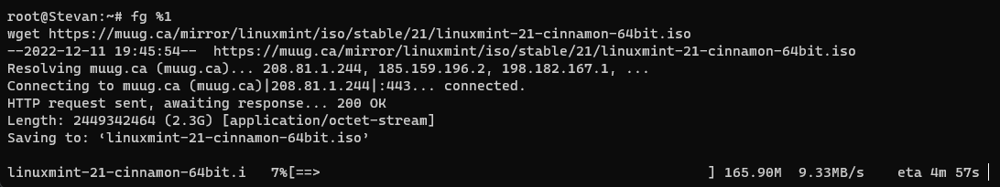 root@Stevan:~# fg %1
wget https://muug.ca/mirror/linuxmint/iso/stable/21/linuxmint-21-cinnamon-64bit.iso
--2022-12-11 19:45:54--  https://muug.ca/mirror/linuxmint/iso/stable/21/linuxmint-21-cinnamon-64bit.iso
Resolving muug.ca (muug.ca)... 208.81.1.244, 185.159.196.2, 198.182.167.1, ...
Connecting to muug.ca (muug.ca)|208.81.1.244|:443... connected.
HTTP request sent, awaiting response... 200 OK
Length: 2449342464 (2.3G) [application/octet-stream]
Saving to: ‘linuxmint-21-cinnamon-64bit.iso’
linuxmint-21-cinnamon-64bit.i   7%[==>                                                ] 165.90M  9.33MB/s    eta 4m 57s